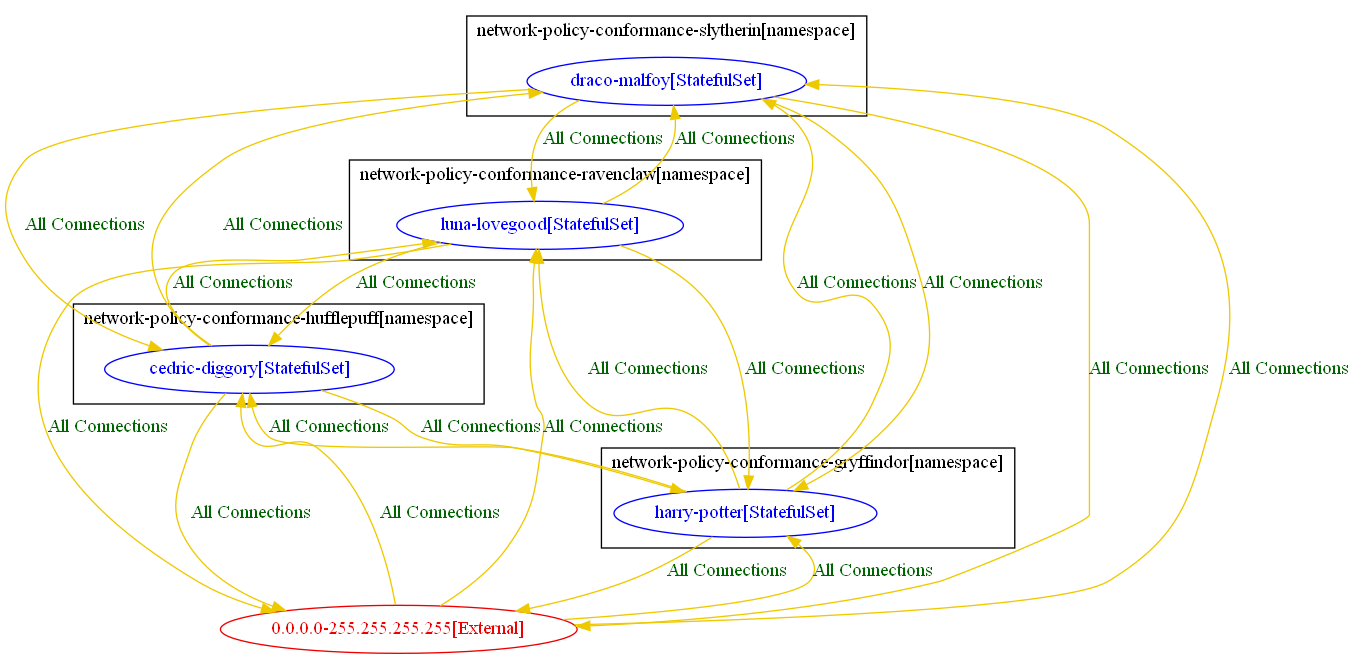 network-policy-conformance-slytherin[namespace]
draco-malfoy[StatefulSet]
All Connections
All Connections
network-policy-conformance-ravenclaw[namespace]
luna-lovegood[StatefulSet]
All Connections
All Connections
All Connections
All Connections
All Connections
All Connections
network-policy-conformance-hufflepuff[namespace]
cedric-diggory[StatefulSet]
All Connections
All Connections
All Connections
All Connections
All Connections
All Connections
All Connections
All Connections
network-policy-conformance-gryffindor[namespace]
harry-potter[StatefulSet]
All Connections
All Connections
All Connections
All Connections
0.0.0.0-255.255.255.255[External]